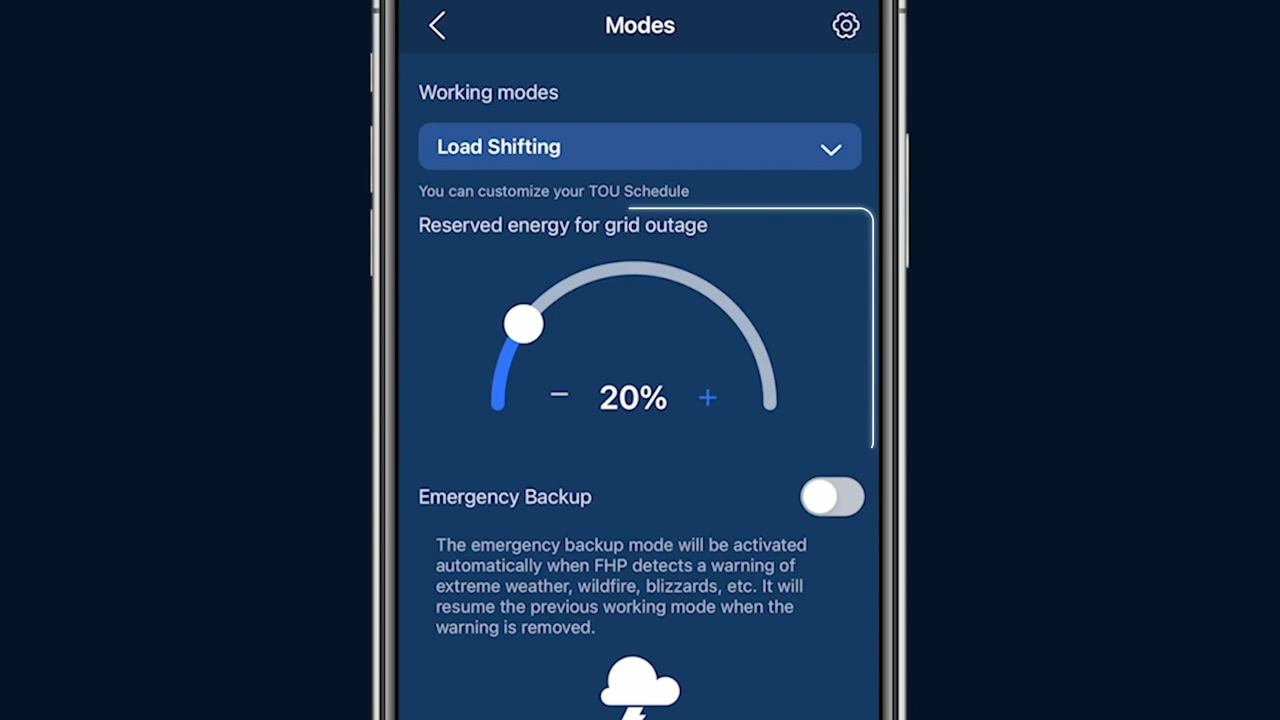 Modes
Working modes
Load Shifting
You can customize your TOU Schedule
Reserved energy for grid outage
− 20% +
Emergency Backup
The emergency backup mode will be activated
automatically when FHP detects a warning of
extreme weather, wildfire, blizzards, etc. It will
resume the previous working mode when the
warning is removed.